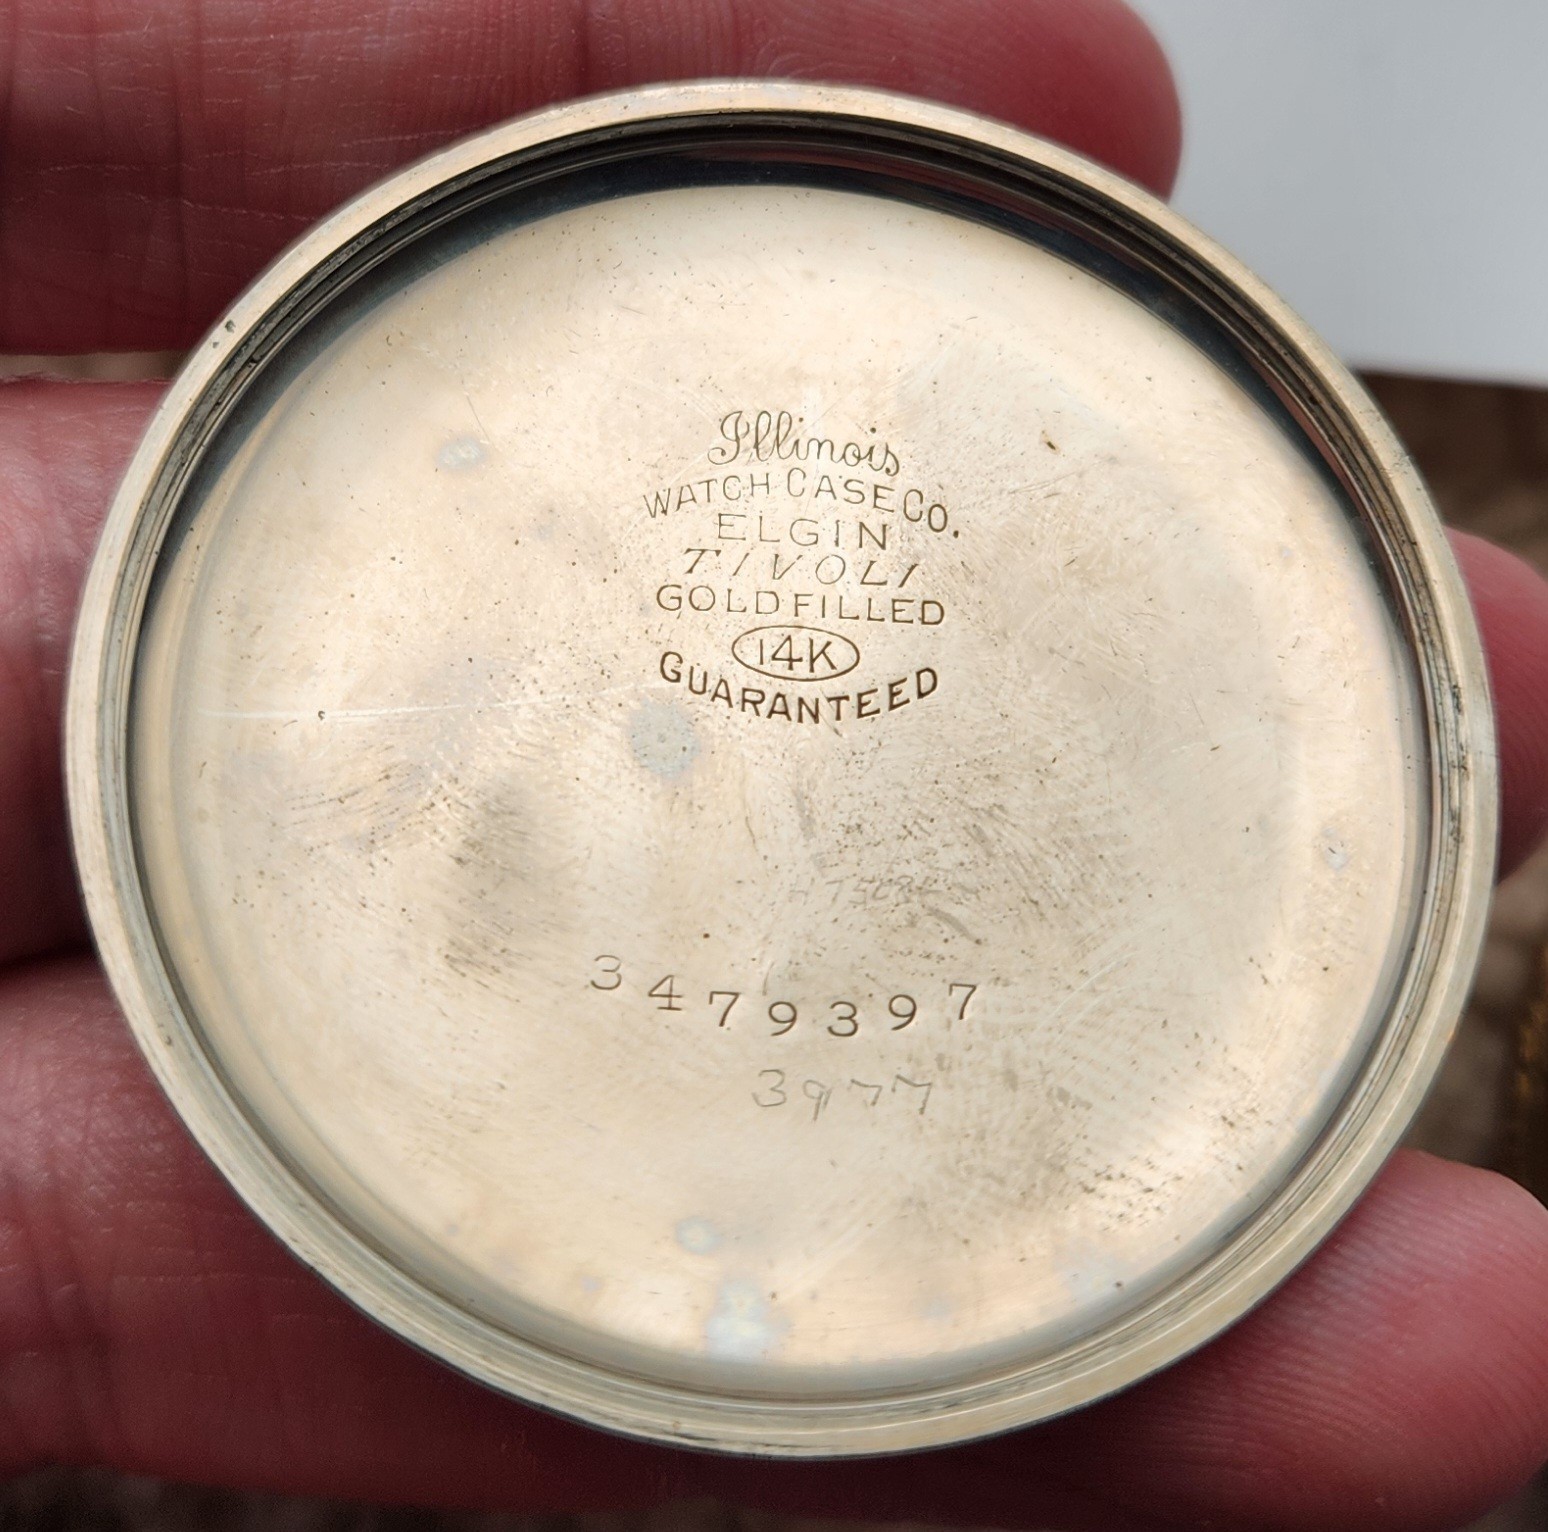 Illinois
WATCH CASE CO.
ELGIN
TIVOLI
GOLD FILLED
14K
GUARANTEED
3479397
3977